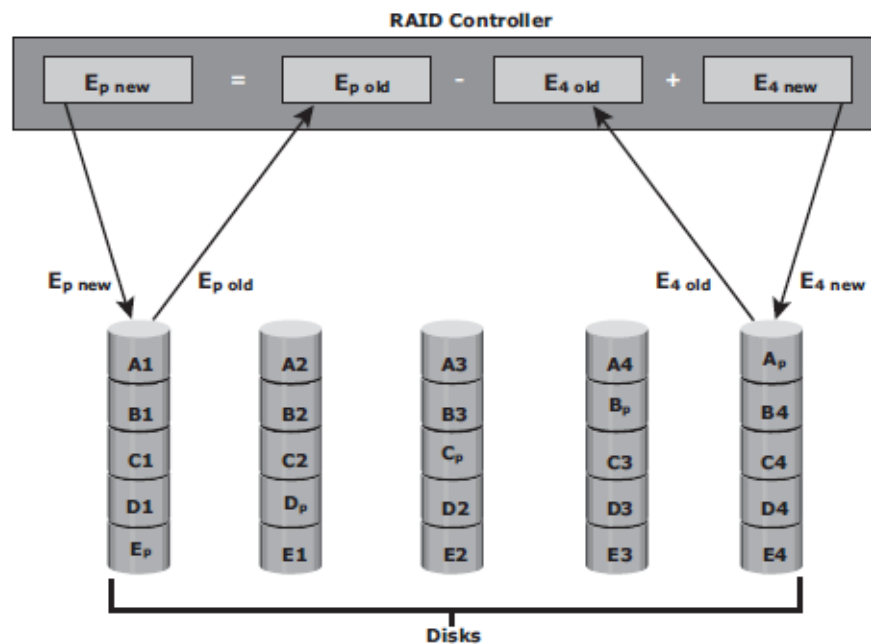 RAID Controller
Ep new = Ep old - E4 old + E4 new
Ep new Ep old E4 old E4 new
A1 A2 A3 A4 Ap
B1 B2 B3 Bp B4
C1 C2 Cp C3 C4
D1 Dp D2 D3 D4
Ep E1 E2 E3 E4
Disks